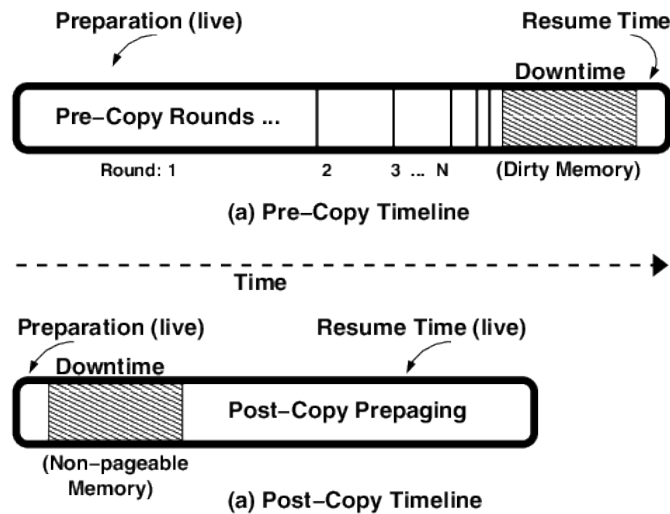 Preparation (live)
Resume Time
Downtime
Pre-Copy Rounds ...
Round: 1 2 3 ... N (Dirty Memory)
(a) Pre-Copy Timeline
Time
Preparation (live) Resume Time (live)
Downtime
Post-Copy Prepaging
(Non-pageable
Memory)
(a) Post-Copy Timeline